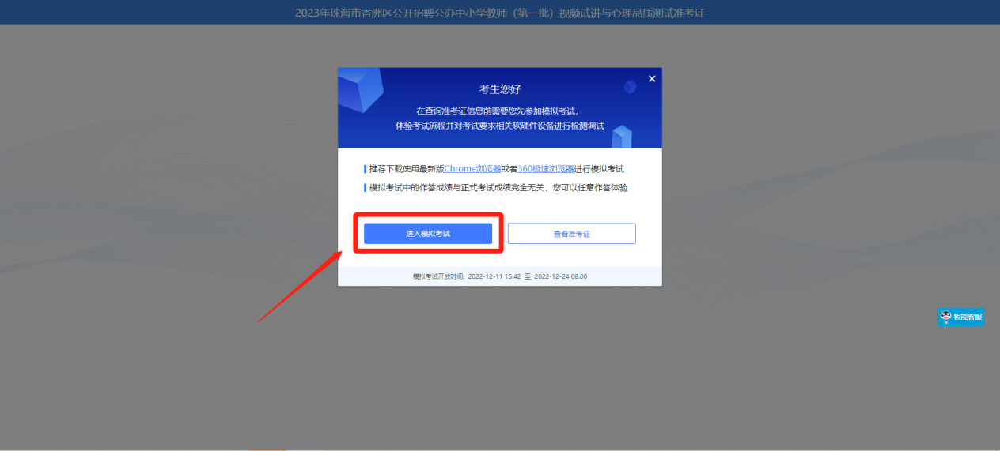 2023年珠海市香洲区公开招聘公办中小学教师（第一批）视频试讲与心理品质测试准考证
考生您好
在查询准考证信息前需要您先参加模拟考试，
体验考试流程并对考试要求相关软硬件设备进行检测调试
推荐下载使用最新版Chrome浏览器或者360极速浏览器进行模拟考试
模拟考试中的作答成绩与正式考试成绩完全无关，您可以任意作答体验
进入模拟考试
查看准考证
模拟考试开放时间: 2022-12-11 15:42 至 2022-12-24 08:00
智能客服